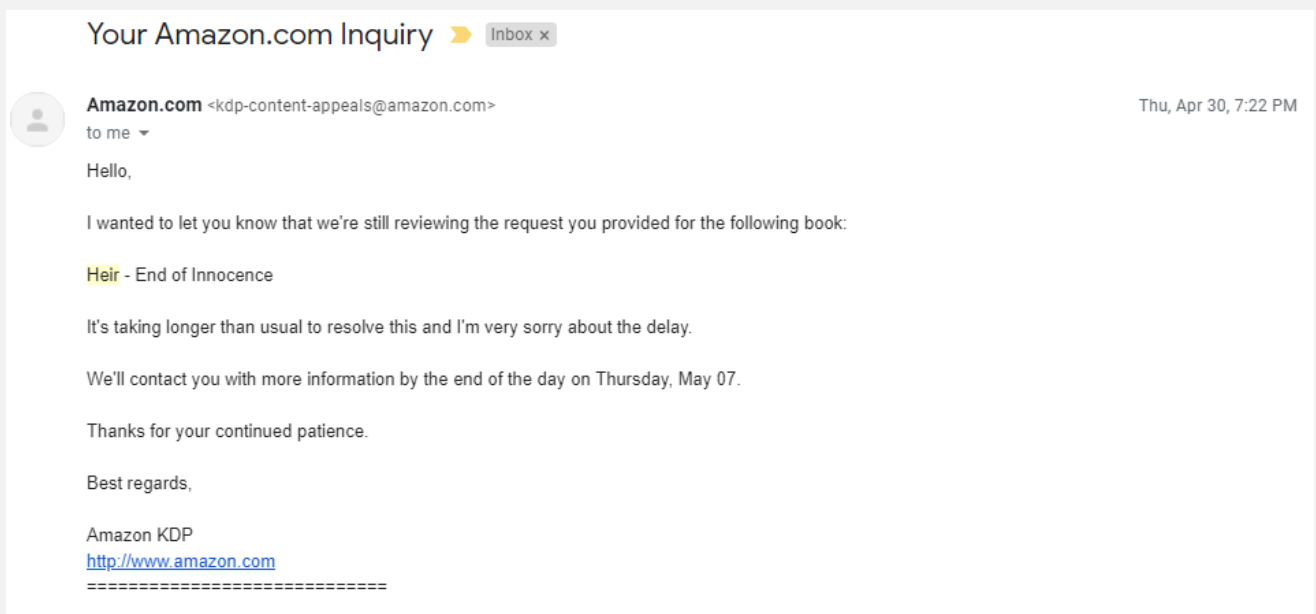 Your Amazon.com Inquiry Inbox x
Amazon.com <kdp-content-appeals@amazon.com> Thu, Apr 30, 7:22 PM
to me
Hello,
I wanted to let you know that we're still reviewing the request you provided for the following book:
Heir - End of Innocence
It's taking longer than usual to resolve this and I'm very sorry about the delay.
We'll contact you with more information by the end of the day on Thursday, May 07.
Thanks for your continued patience.
Best regards,
Amazon KDP
http://www.amazon.com
=============================